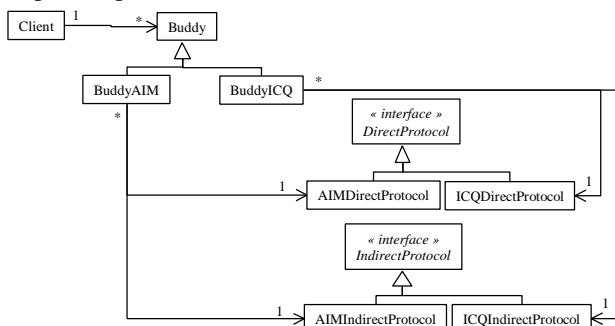 Client
1
*
Buddy
BuddyAIM
BuddyICQ
*
*
« interface »
DirectProtocol
1
AIMDirectProtocol
ICQDirectProtocol
1
« interface »
IndirectProtocol
1
AIMIndirectProtocol
ICQIndirectProtocol
1